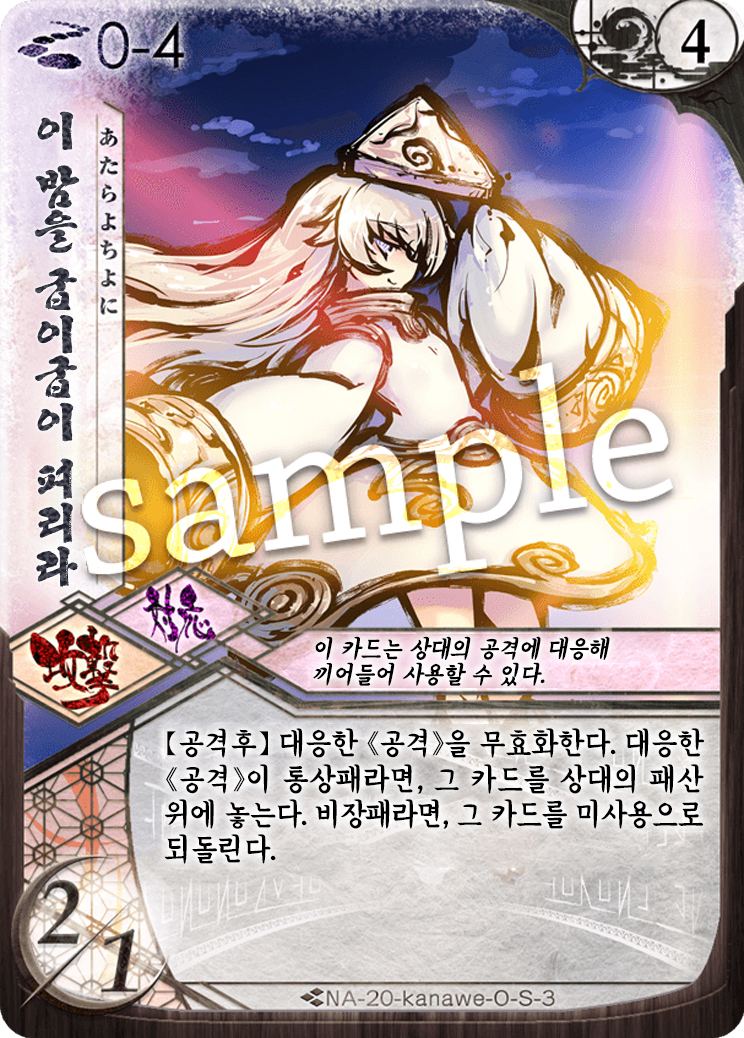 0-4
4
이 밤을 굽이굽이 펴리라
あたらよちよに
sample
対応
攻撃
이 카드는 상대의 공격에 대응해
끼어들어 사용할 수 있다.
【공격후】 대응한 《공격》을 무효화한다. 대응한
《공격》이 통상패라면, 그 카드를 상대의 패산
위에 놓는다. 비장패라면, 그 카드를 미사용으로
되돌린다.
2/1
NA-20-kanawe-O-S-3